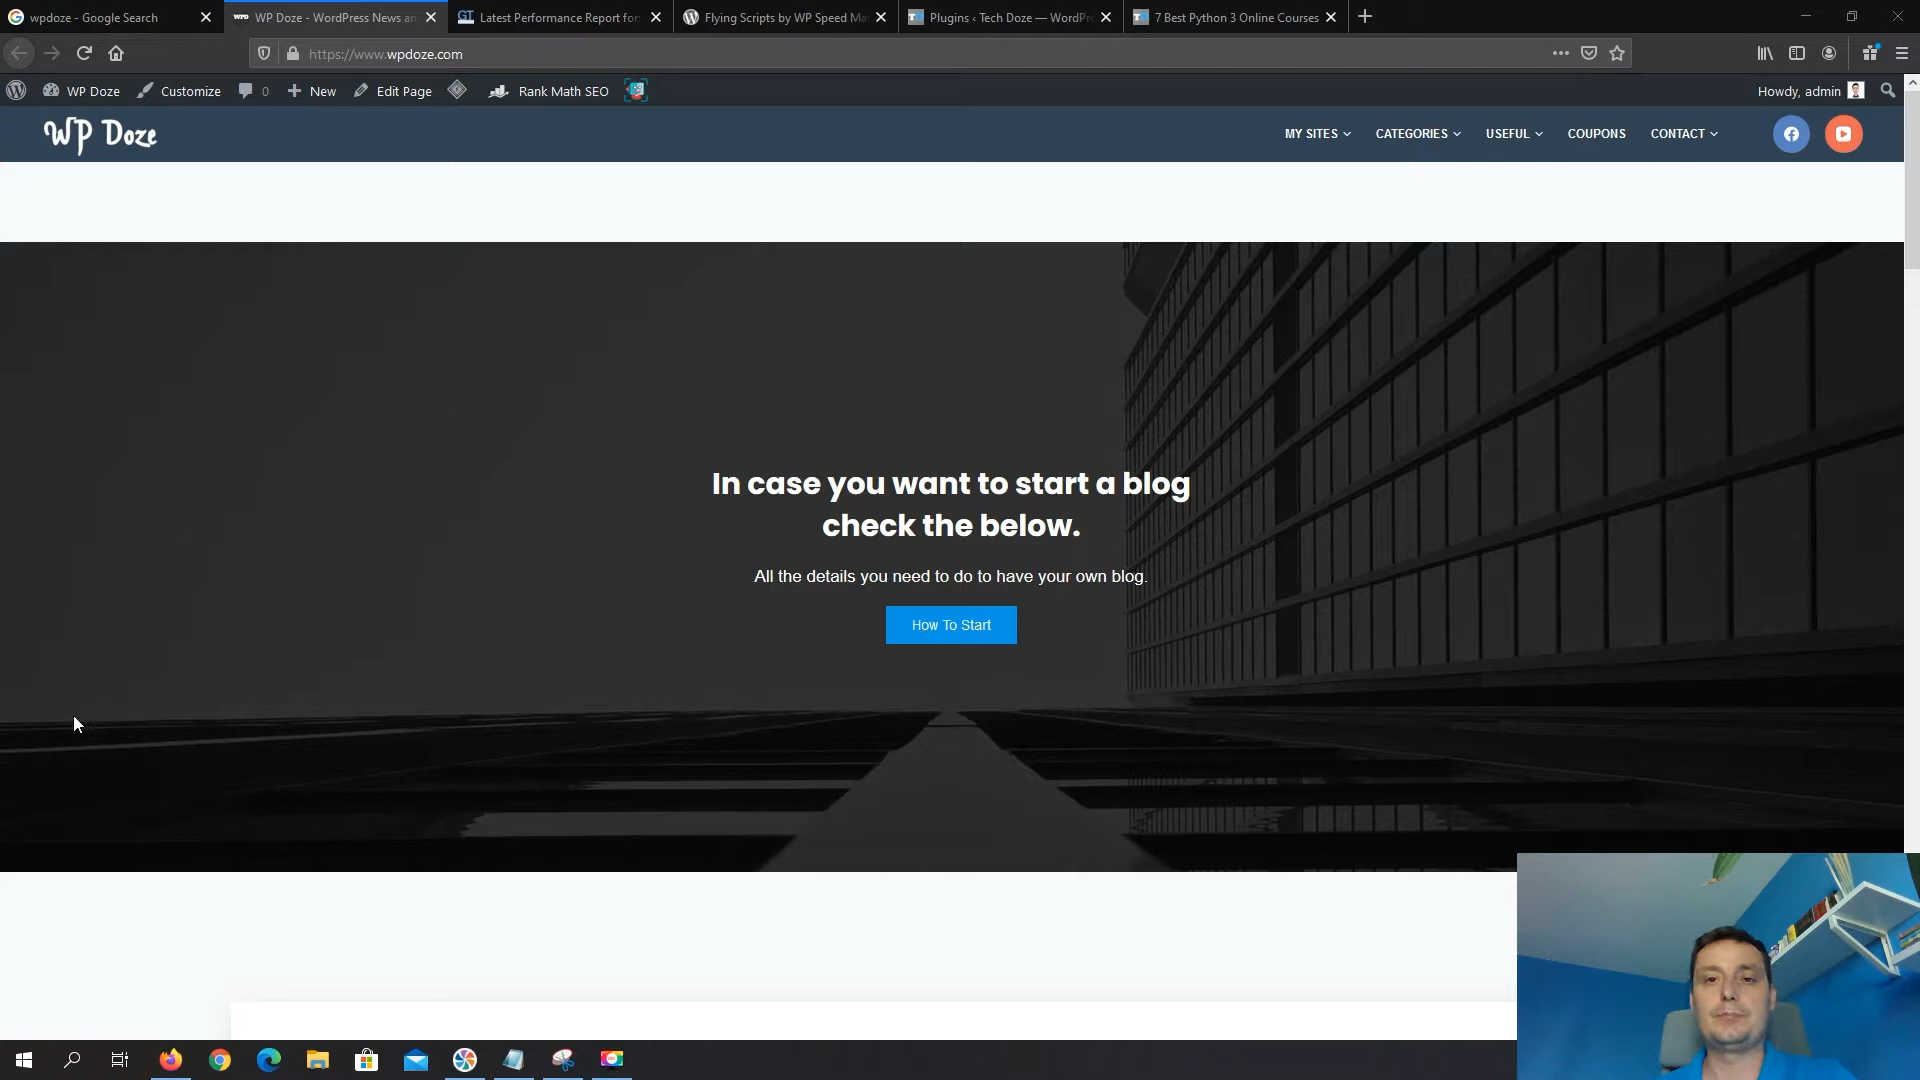 wpdoze - Google Search
WP Doze - WordPress News an
GT
Latest Performance Report for:
Flying Scripts by WP Speed Ma
Plugins ‹ Tech Doze — WordPre
7 Best Python 3 Online Courses
https://www.wpdoze.com
WP Doze
Customize
0
New
Edit Page
Rank Math SEO
Howdy, admin
WP Doze
MY SITES
CATEGORIES
USEFUL
COUPONS
CONTACT
In case you want to start a blog
check the below.
All the details you need to do to have your own blog.
How To Start